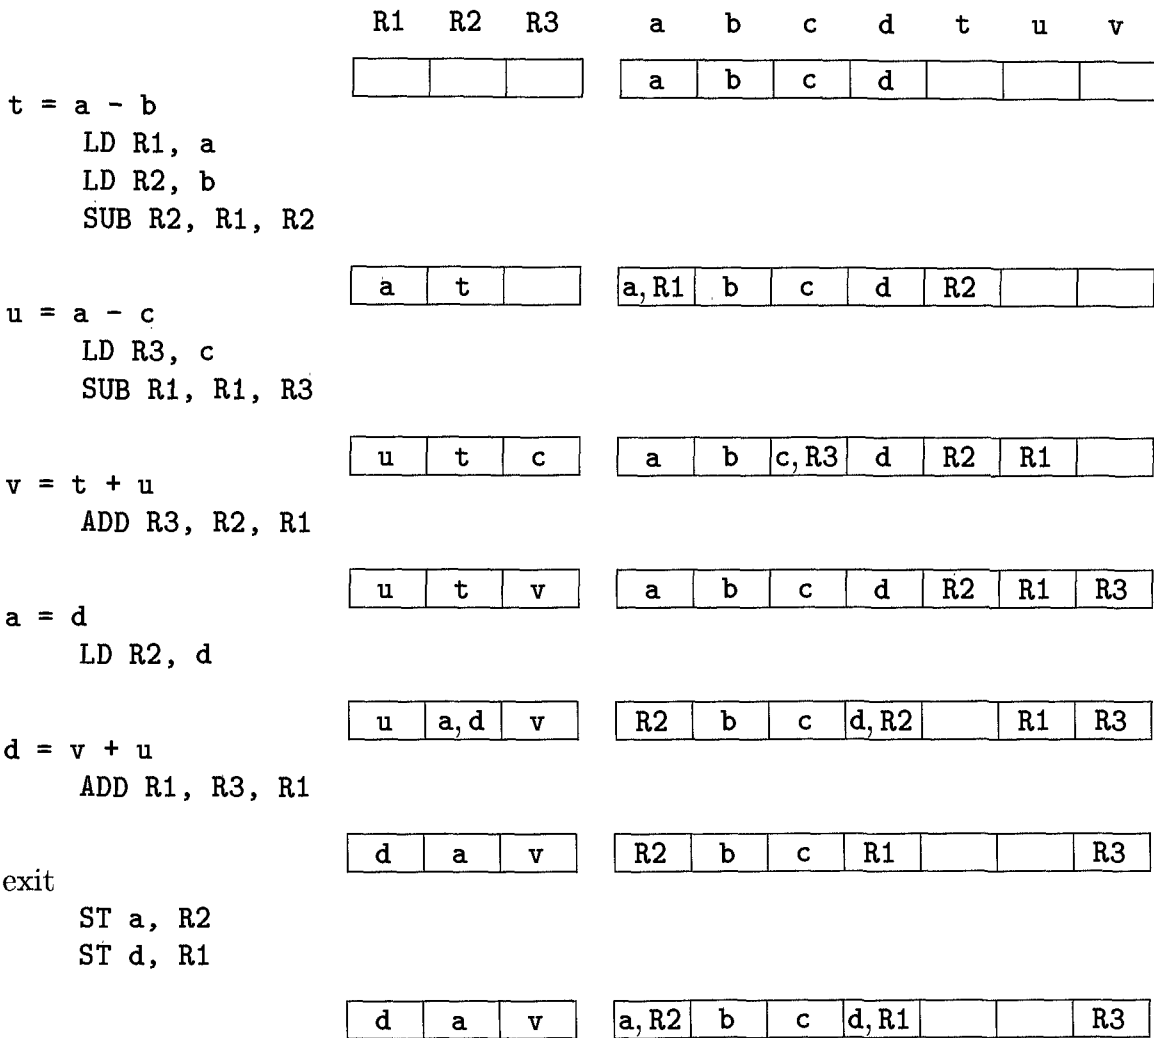 R1 R2 R3 a b c d t u v
a b c d
t = a - b
LD R1, a
LD R2, b
SUB R2, R1, R2
a t a, R1 b c d R2
u = a - c
LD R3, c
SUB R1, R1, R3
u t c a b c, R3 d R2 R1
v = t + u
ADD R3, R2, R1
u t v a b c d R2 R1 R3
a = d
LD R2, d
u a, d v R2 b c d, R2 R1 R3
d = v + u
ADD R1, R3, R1
d a v R2 b c R1 R3
exit
ST a, R2
ST d, R1
d a v a, R2 b c d, R1 R3